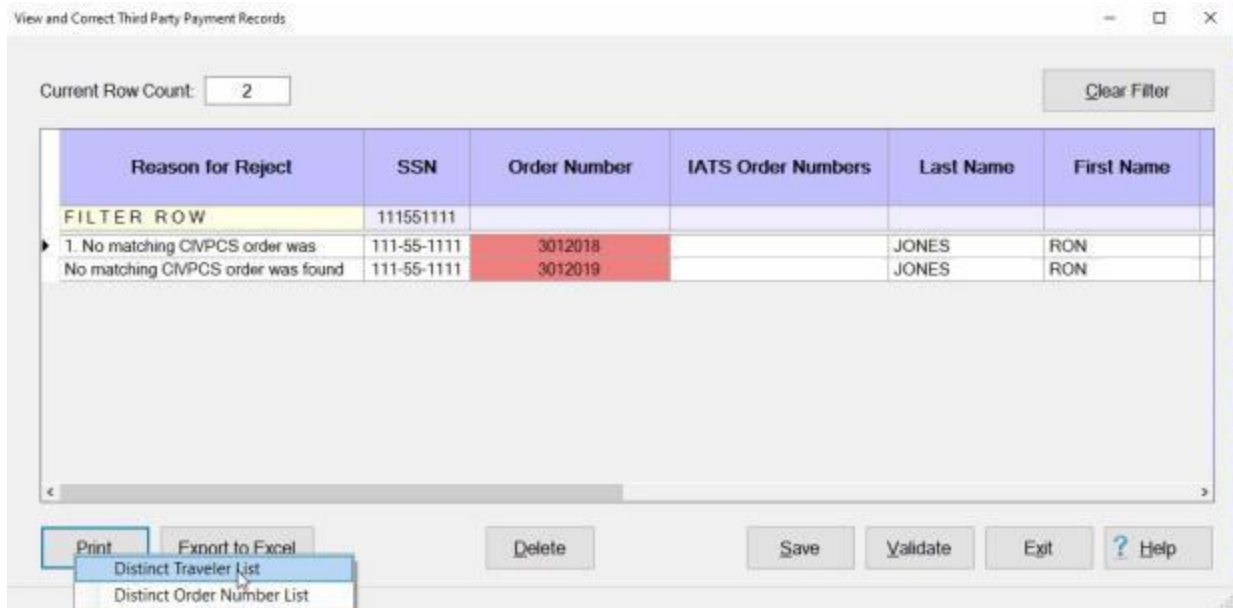 View and Correct Third Party Payment Records
Current Row Count: 2
Clear Filter
Reason for Reject SSN Order Number IATS Order Numbers Last Name First Name
FILTER ROW 111551111
1. No matching CIVPCS order was 111-55-1111 3012018 JONES RON
No matching CIVPCS order was found 111-55-1111 3012019 JONES RON
Print Export to Excel Delete Save Validate Exit ? Help
Distinct Traveler List
Distinct Order Number List